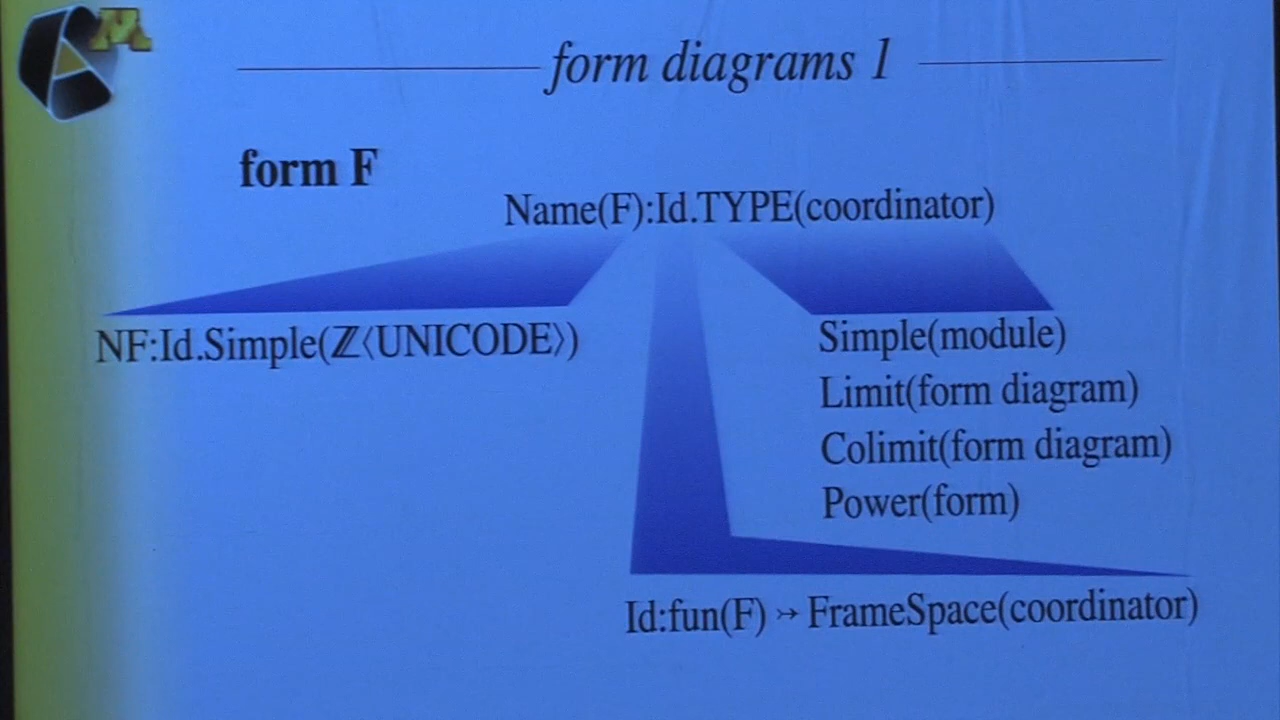 form diagrams 1
form F
Name(F):Id.TYPE(coordinator)
NF:Id.Simple(ℤ⟨UNICODE⟩)
Simple(module)
Limit(form diagram)
Colimit(form diagram)
Power(form)
Id:fun(F) ↣ FrameSpace(coordinator)